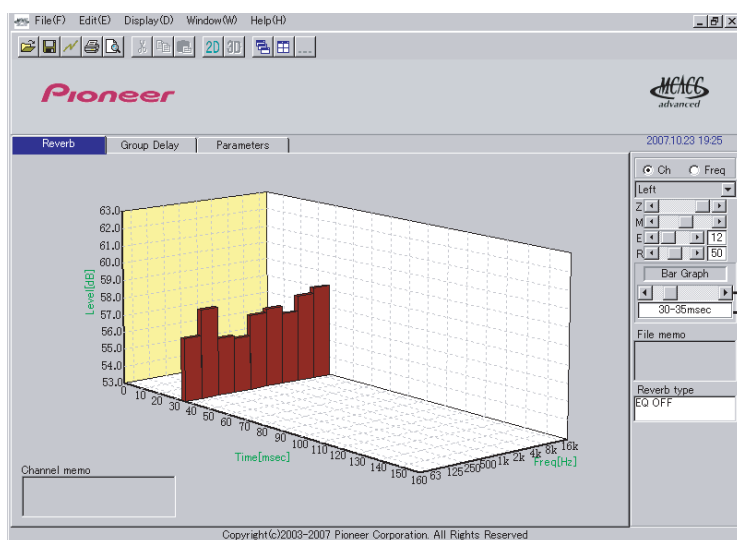 File(F) Edit(E) Display(D) Window(W) Help(H)
2D 3D
Pioneer
MCACC
advanced
Reverb Group Delay Parameters
2007.10.23 19:25
Ch Freq
Left
Z
M
E 12
R 50
Bar Graph
30-35msec
File memo
Reverb type
EQ OFF
Level[dB]
63.0
62.0
61.0
60.0
59.0
58.0
57.0
56.0
55.0
54.0
53.0
0 10 20 30 40 50 60 70 80 90 100 110 120 130 140 150 160
Time[msec]
63 125 250 500 1k 2k 4k 8k 16k
Freq[Hz]
Channel memo
Copyright(c)2003-2007 Pioneer Corporation. All Rights Reserved